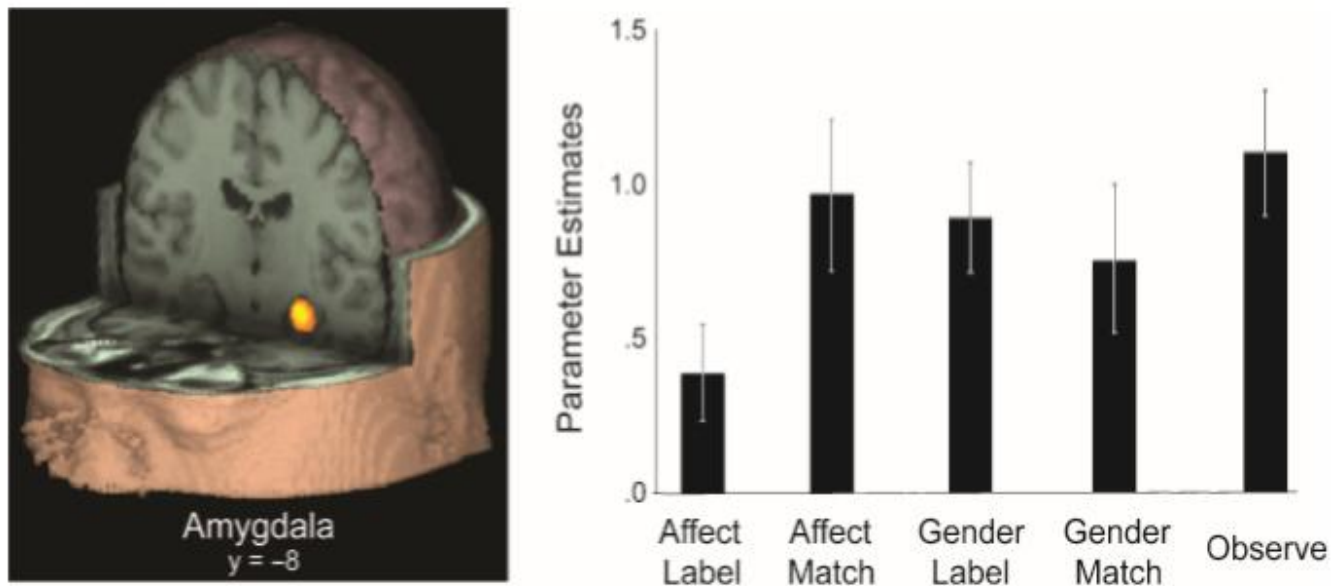 Amygdala
y = –8
Parameter Estimates
1.5
1.0
.5
.0
Affect Label
Affect Match
Gender Label
Gender Match
Observe